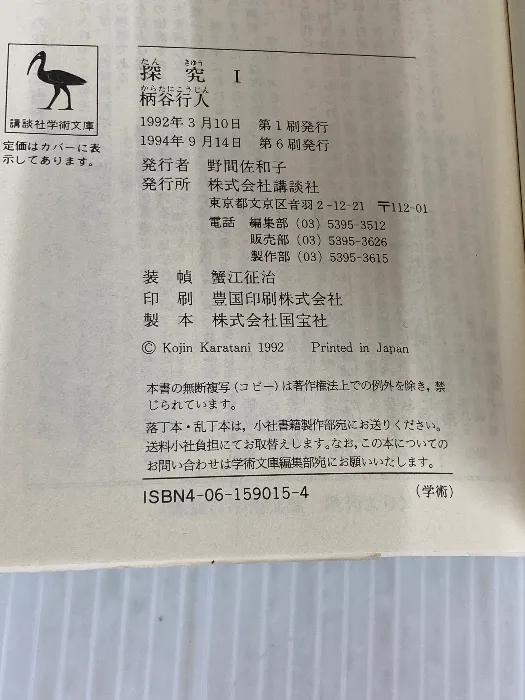 講談社学術文庫
定価はカバーに表
示してあります。
たん きゅう
探究 I
からたにこうじん
柄谷行人
1992年3月10日 第1刷発行
1994年9月14日 第6刷発行
発行者 野間佐和子
発行所 株式会社講談社
東京都文京区音羽2-12-21 〒112-01
電話 編集部(03)5395-3512
販売部(03)5395-3626
製作部(03)5395-3615
装幀 蟹江征治
印刷 豊国印刷株式会社
製本 株式会社国宝社
© Kojin Karatani 1992 Printed in Japan
本書の無断複写(コピー)は著作権法上での例外を除き,禁
じられています。
落丁本・乱丁本は,小社書籍製作部宛にお送りください。
送料小社負担にてお取替えします。なお,この本についての
お問い合わせは学術文庫編集部宛にお願いいたします。
ISBN4-06-159015-4 (学術)